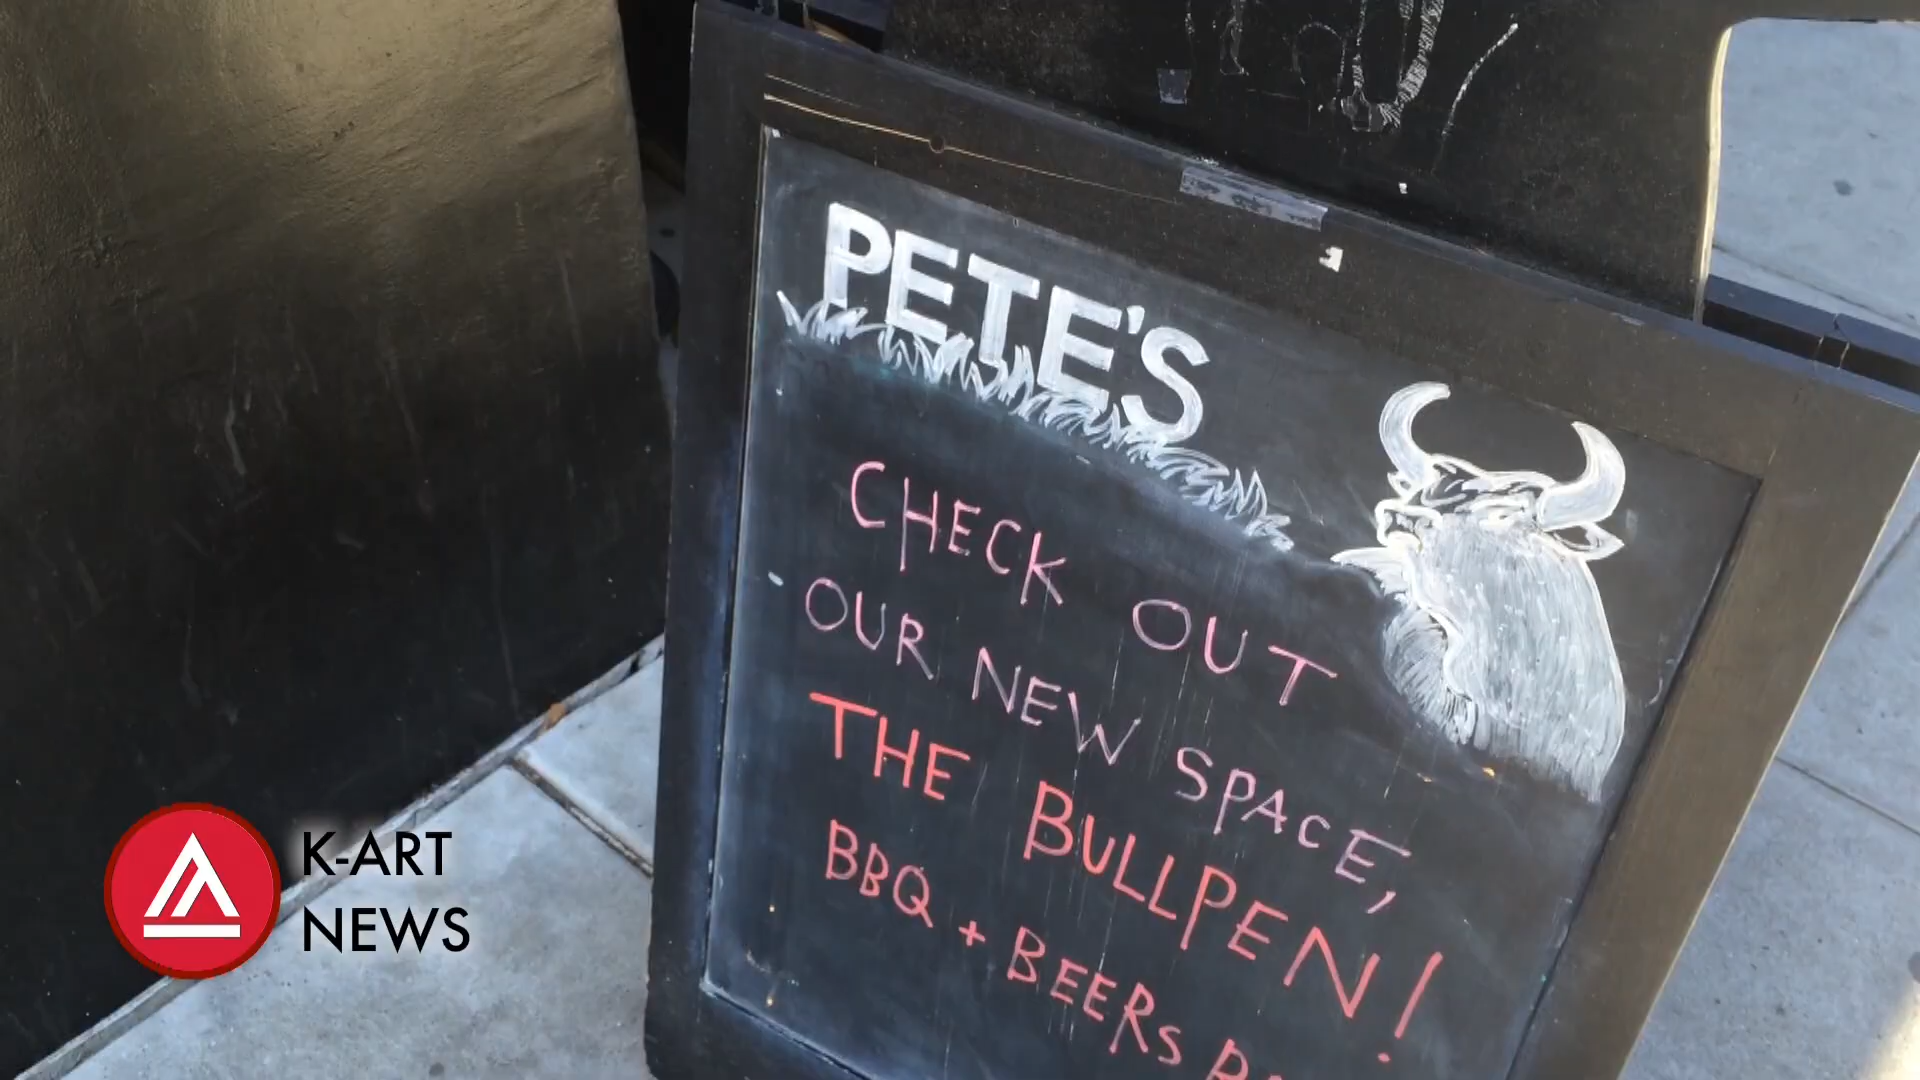 PETE'S
CHECK OUT
OUR NEW SPACE,
THE BULLPEN!
BBQ + BEERS
K-ART
NEWS